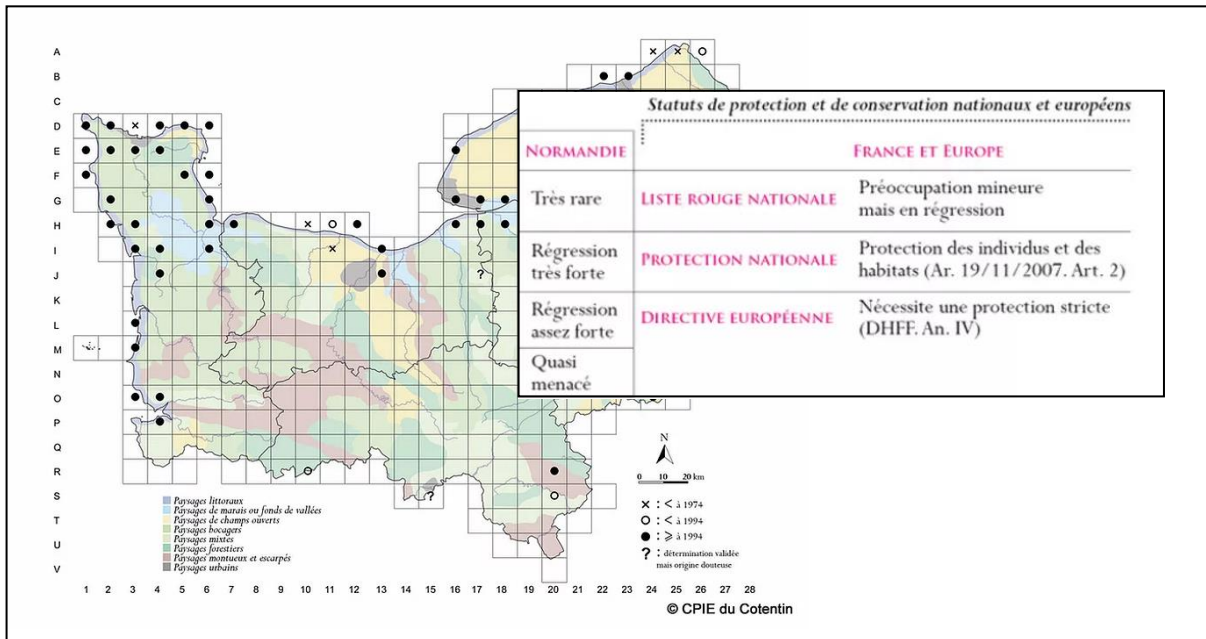 A
B
C
D
E
F
G
H
I
J
K
L
M
N
O
P
Q
R
S
T
U
V
Statuts de protection et de conservation nationaux et européens
NORMANDIE
FRANCE ET EUROPE
Très rare
LISTE ROUGE NATIONALE
Préoccupation mineure
mais en régression
Régression
très forte
PROTECTION NATIONALE
Protection des individus et des
habitats (Ar. 19/11/2007. Art. 2)
Régression
assez forte
DIRECTIVE EUROPÉENNE
Nécessite une protection stricte
(DHFF. An. IV)
Quasi
menacé
?
?
N
0 10 20 km
Paysages littoraux
Paysages de marais ou fonds de vallées
Paysages de champs ouverts
Paysages bocagers
Paysages mixtes
Paysages forestiers
Paysages montueux et escarpés
Paysages urbains
× : < à 1974
○ : < à 1994
● : ⩾ à 1994
? : détermination validée
mais origine douteuse
1 2 3 4 5 6 7 8 9 10 11 12 13 14 15 16 17 18 19 20 21 22 23 24 25 26 27 28
© CPIE du Cotentin